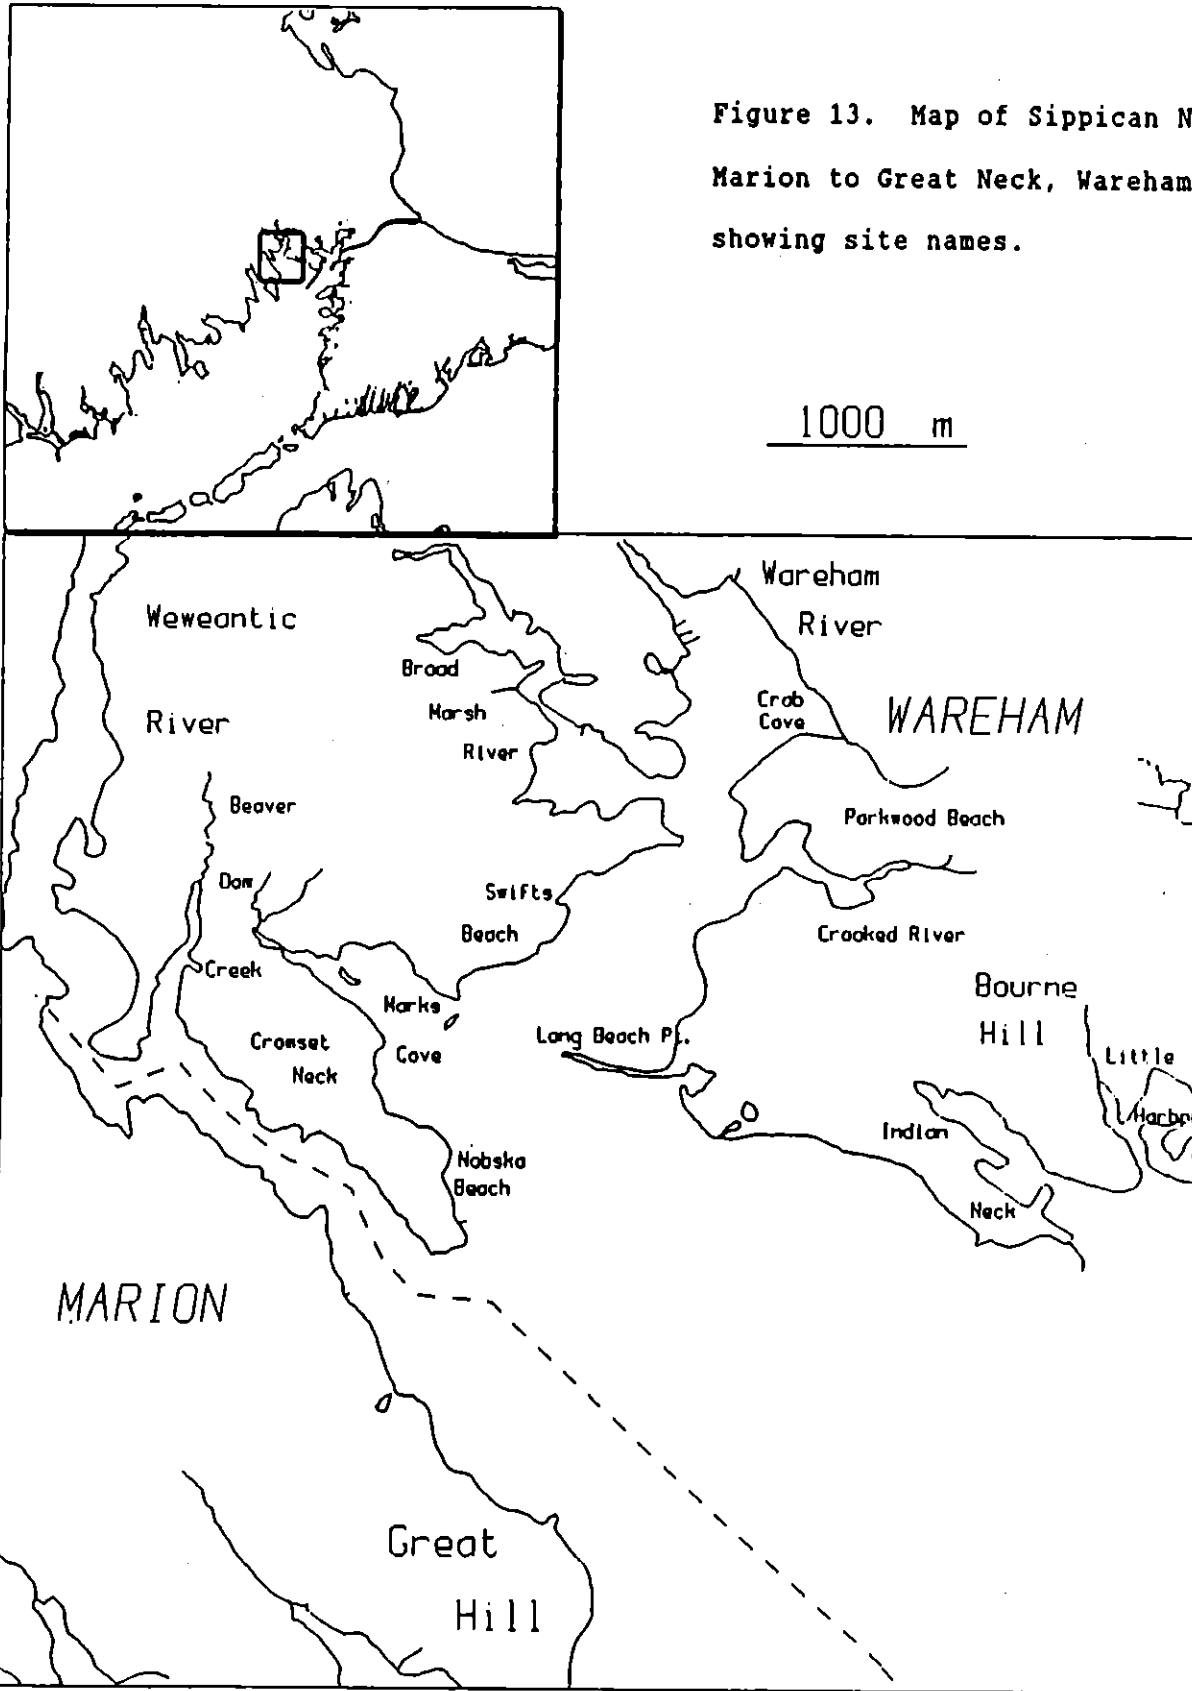 Figure 13. Map of Sippican N
Marion to Great Neck, Wareham
showing site names.
1000 m
Weweantic
River
Broad
Marsh
River
Wareham
River
Crab
Cove
WAREHAM
Beaver
Dam
Creek
Parkwood Beach
Swifts
Beach
Crooked River
Marks
Cove
Cromset
Neck
Long Beach Pt.
Bourne
Hill
Little
Harbo
Indian
Neck
Nobska
Beach
MARION
Great
Hill